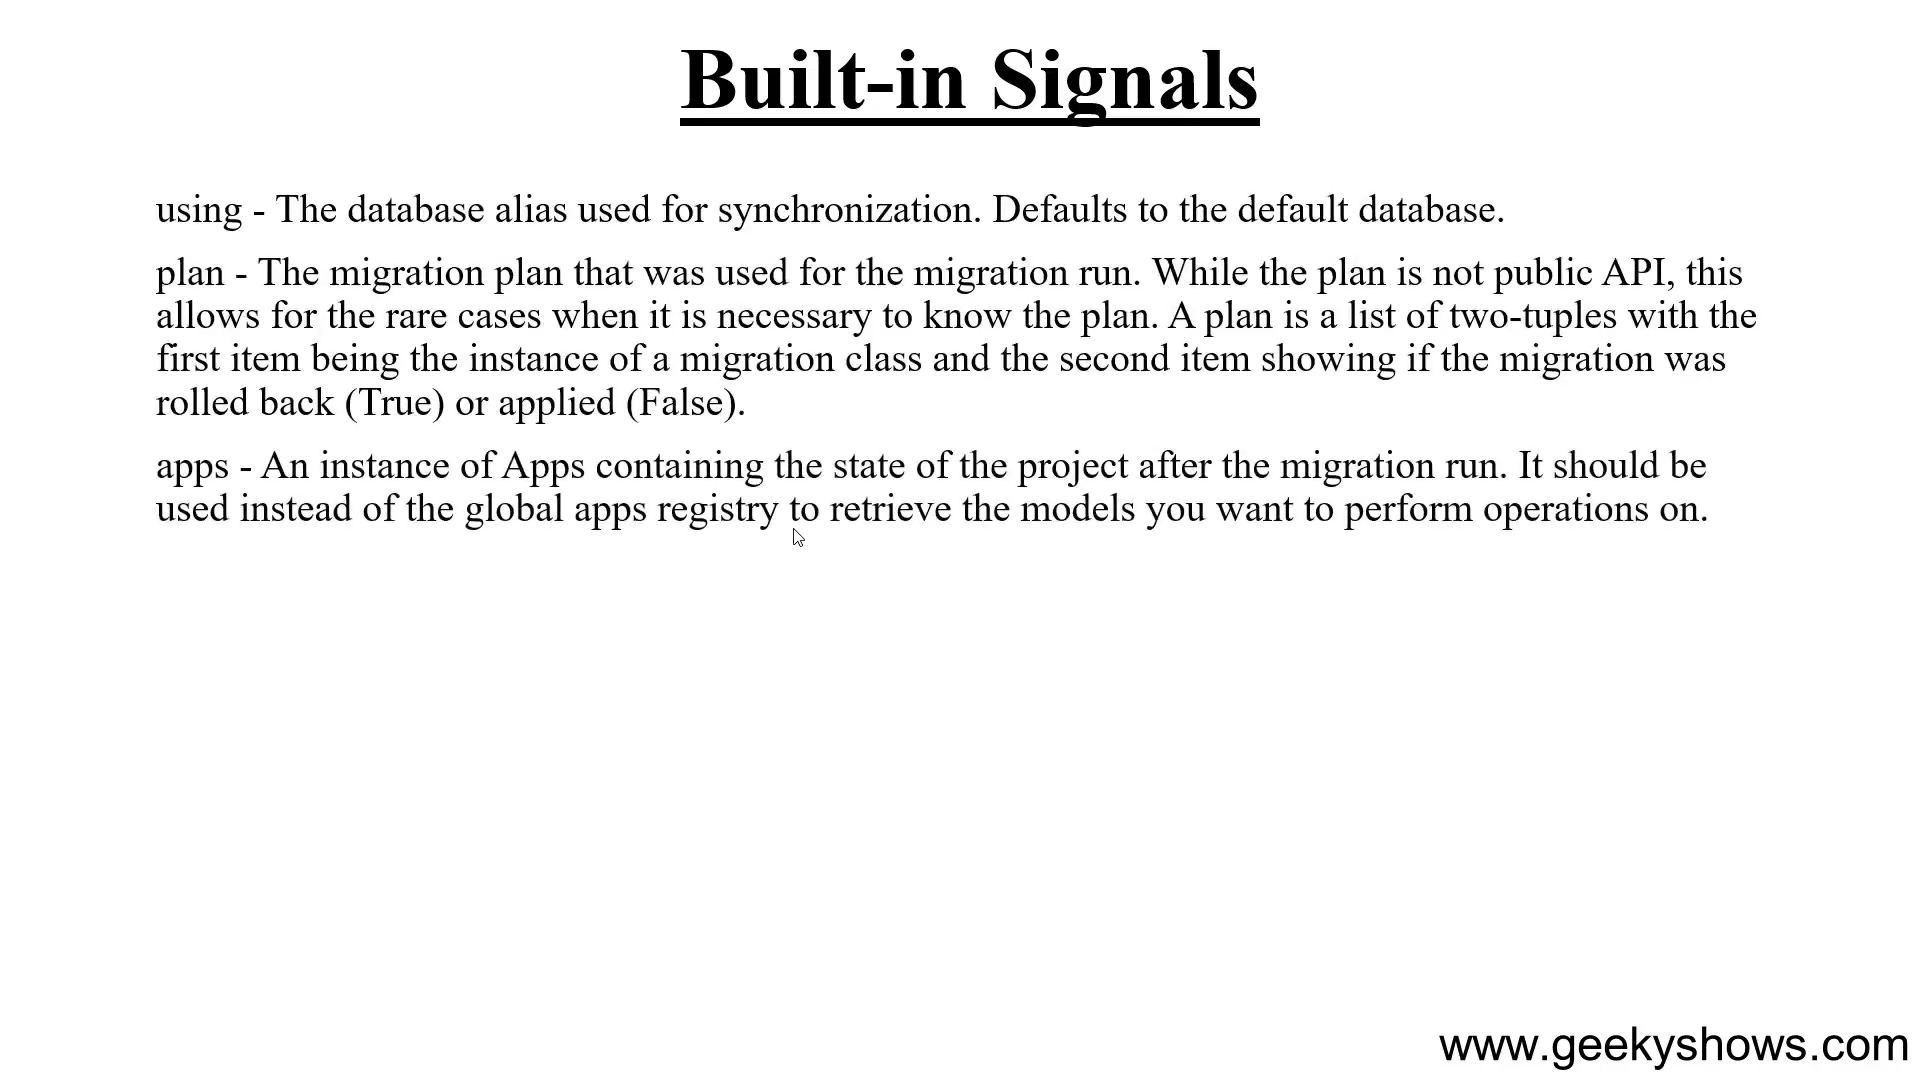 Built-in Signals
using - The database alias used for synchronization. Defaults to the default database.
plan - The migration plan that was used for the migration run. While the plan is not public API, this
allows for the rare cases when it is necessary to know the plan. A plan is a list of two-tuples with the
first item being the instance of a migration class and the second item showing if the migration was
rolled back (True) or applied (False).
apps - An instance of Apps containing the state of the project after the migration run. It should be
used instead of the global apps registry to retrieve the models you want to perform operations on.
www.geekyshows.com